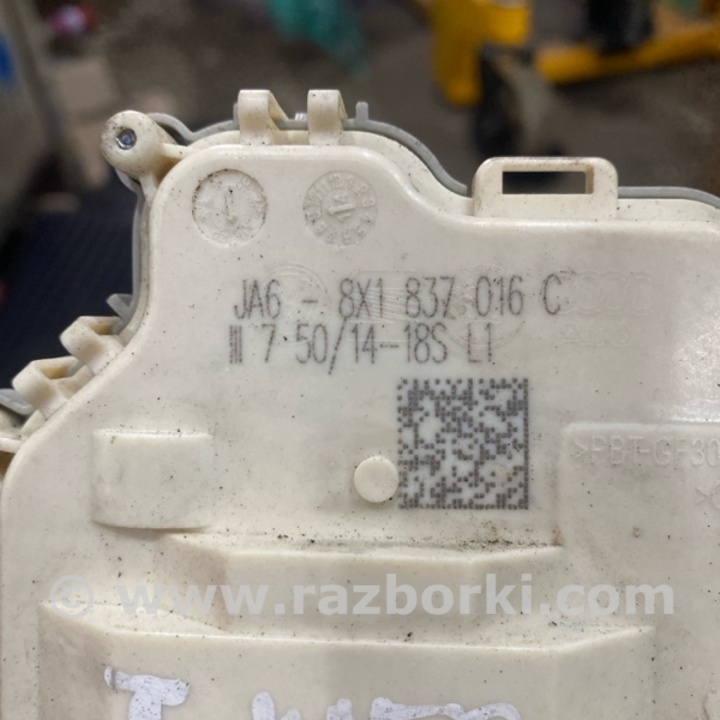 JA6 - 8X1 837 016 C
III 7-50/14-18S L1
>PBT-GF30
© www.razborki.com